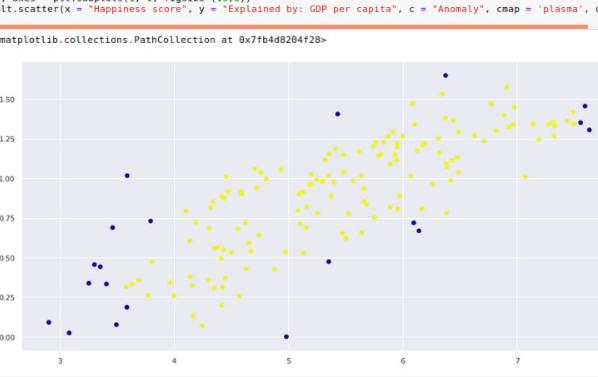 plt.scatter(x = "Happiness score", y = "Explained by: GDP per capita", c = "Anomaly", cmap = 'plasma',
matplotlib.collections.PathCollection at 0x7fb4d8204f28>
1.50
1.25
1.00
0.75
0.50
0.25
0.00
3 4 5 6 7